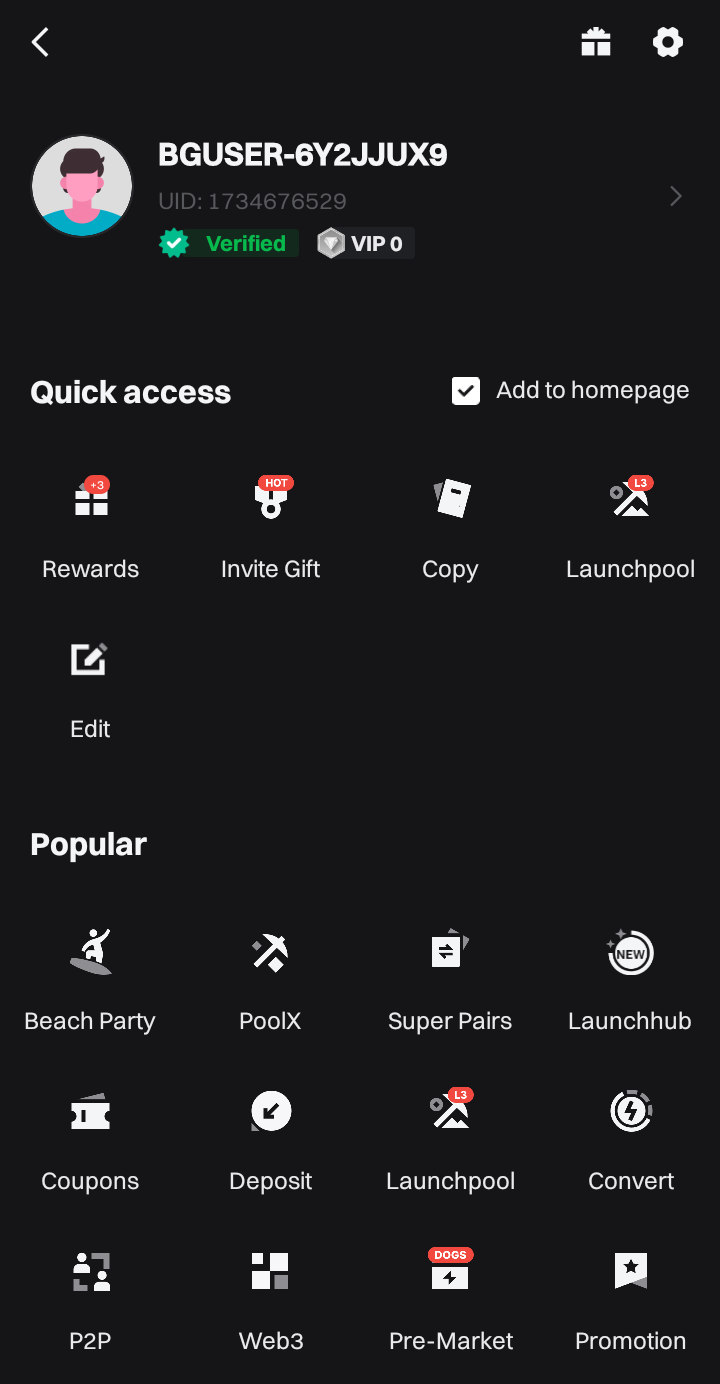 BGUSER-6Y2JJUX9
UID: 1734676529
Verified VIP 0
Quick access Add to homepage
+3 HOT L3
Rewards Invite Gift Copy Launchpool
Edit
Popular
NEW
Beach Party PoolX Super Pairs Launchhub
L3
Coupons Deposit Launchpool Convert
DOGS
P2P Web3 Pre-Market Promotion